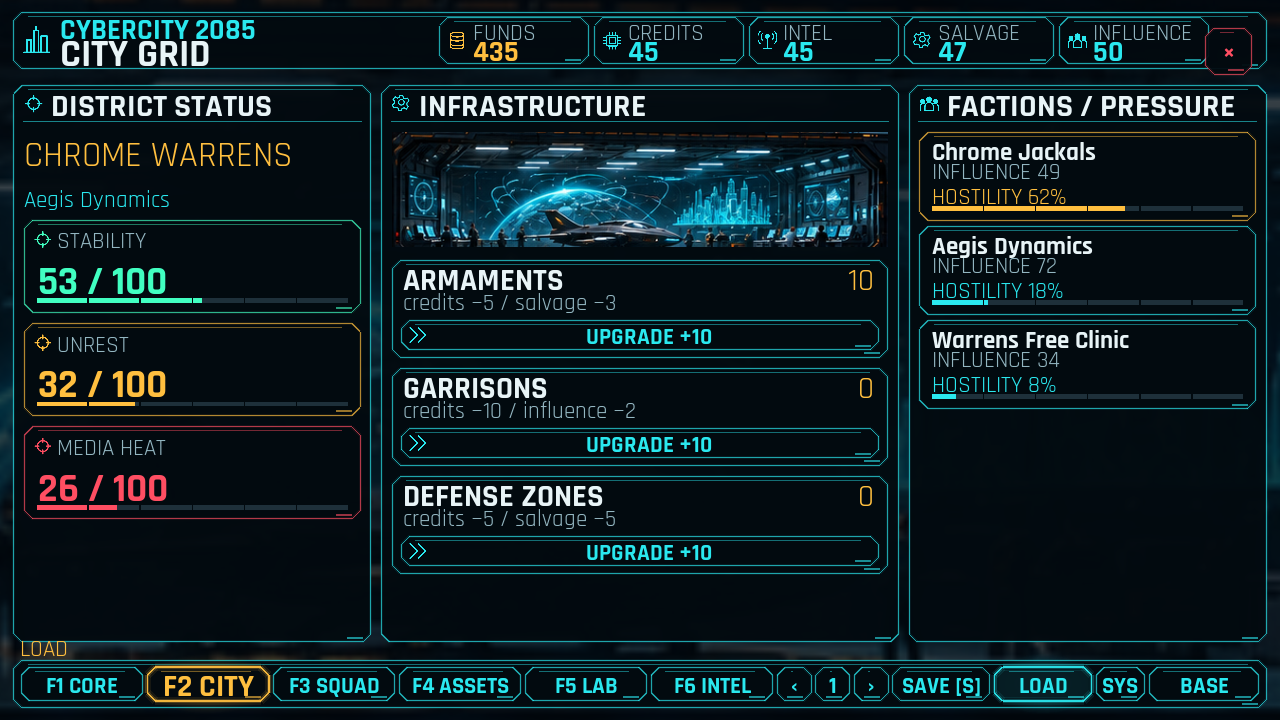 CYBERCITY 2085
CITY GRID
FUNDS
435
CREDITS
45
INTEL
45
SALVAGE
47
INFLUENCE
50
×
DISTRICT STATUS
CHROME WARRENS
Aegis Dynamics
STABILITY
53 / 100
UNREST
32 / 100
MEDIA HEAT
26 / 100
INFRASTRUCTURE
ARMAMENTS
10
credits −5 / salvage −3
UPGRADE +10
GARRISONS
0
credits −10 / influence −2
UPGRADE +10
DEFENSE ZONES
0
credits −5 / salvage −5
UPGRADE +10
FACTIONS / PRESSURE
Chrome Jackals
INFLUENCE 49
HOSTILITY 62%
Aegis Dynamics
INFLUENCE 72
HOSTILITY 18%
Warrens Free Clinic
INFLUENCE 34
HOSTILITY 8%
LOAD
F1 CORE
F2 CITY
F3 SQUAD
F4 ASSETS
F5 LAB
F6 INTEL
‹
1
›
SAVE [S]
LOAD
SYS
BASE